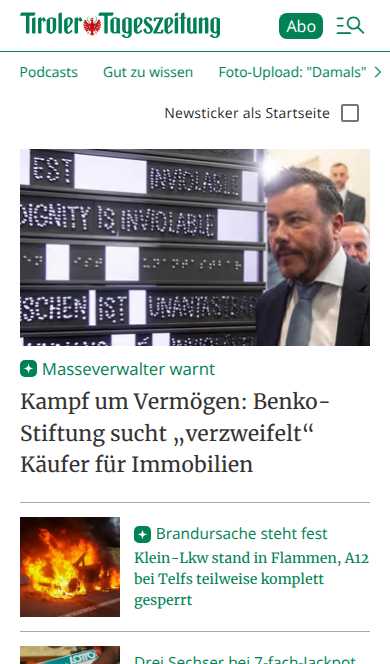 Tiroler Tageszeitung
Abo
Podcasts Gut zu wissen Foto-Upload: "Damals"
Newsticker als Startseite
EST INVIOLABLE
DIGNITY IS INVIOLABLE
SCHEN IST UNANTASTBAR
Masseverwalter warnt
Kampf um Vermögen: Benko-
Stiftung sucht „verzweifelt“
Käufer für Immobilien
Brandursache steht fest
Klein-Lkw stand in Flammen, A12
bei Telfs teilweise komplett
gesperrt
LOTTO
Drei Sechser bei 7-fach-Jackpot